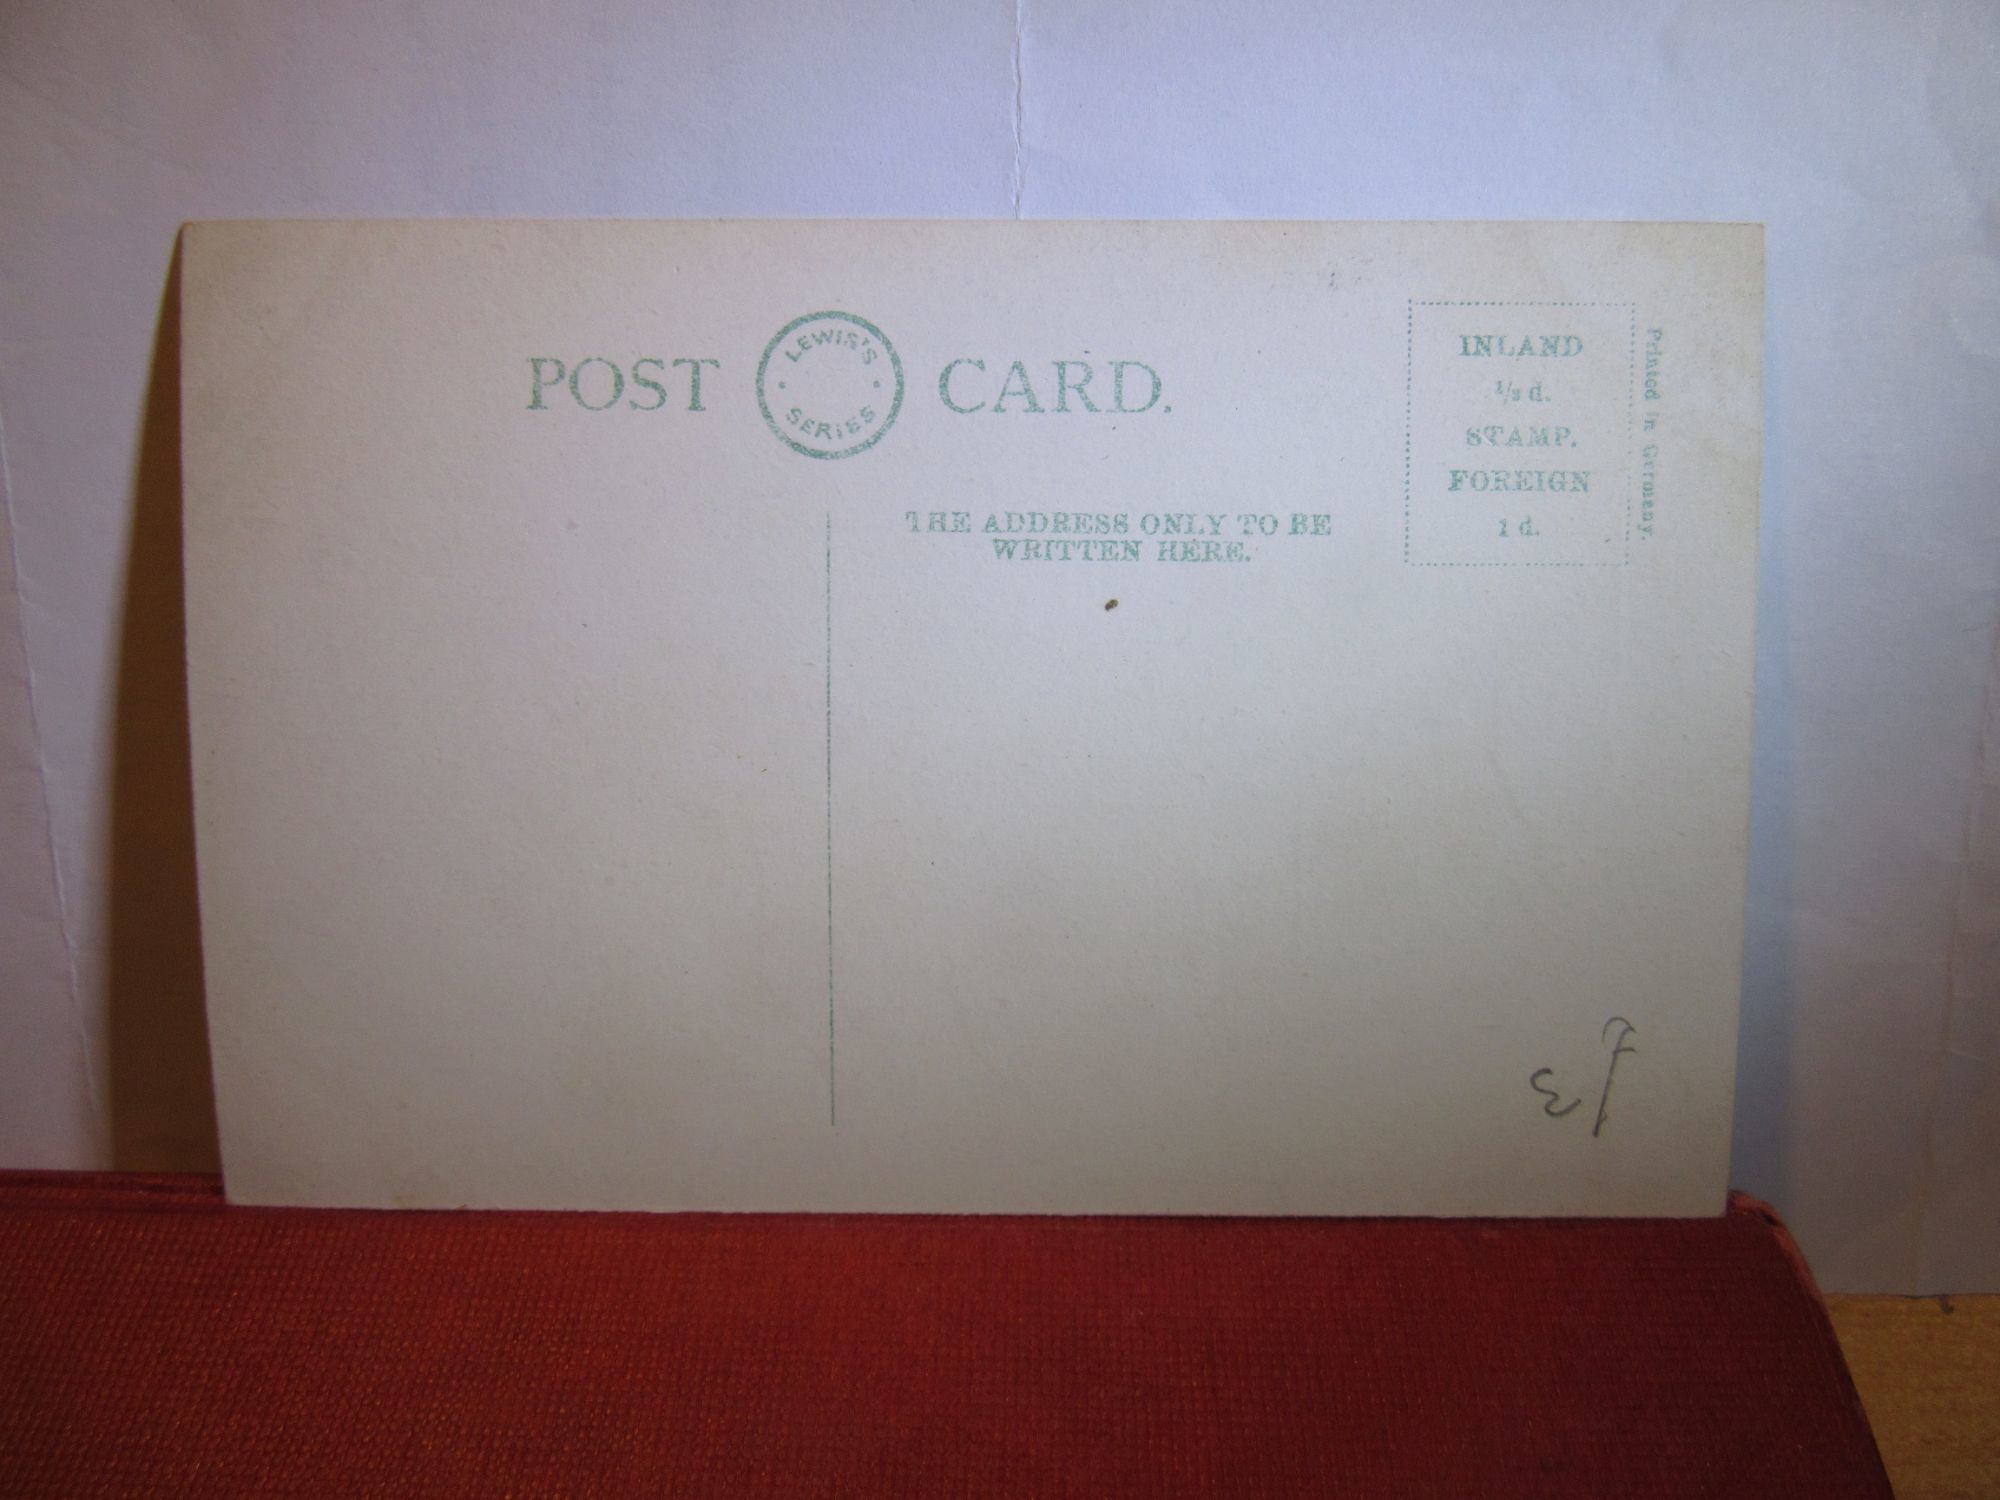 POST LEWIS'S SERIES CARD.
THE ADDRESS ONLY TO BE
WRITTEN HERE.
INLAND
½ d.
STAMP.
FOREIGN
1 d.
Printed in Germany.